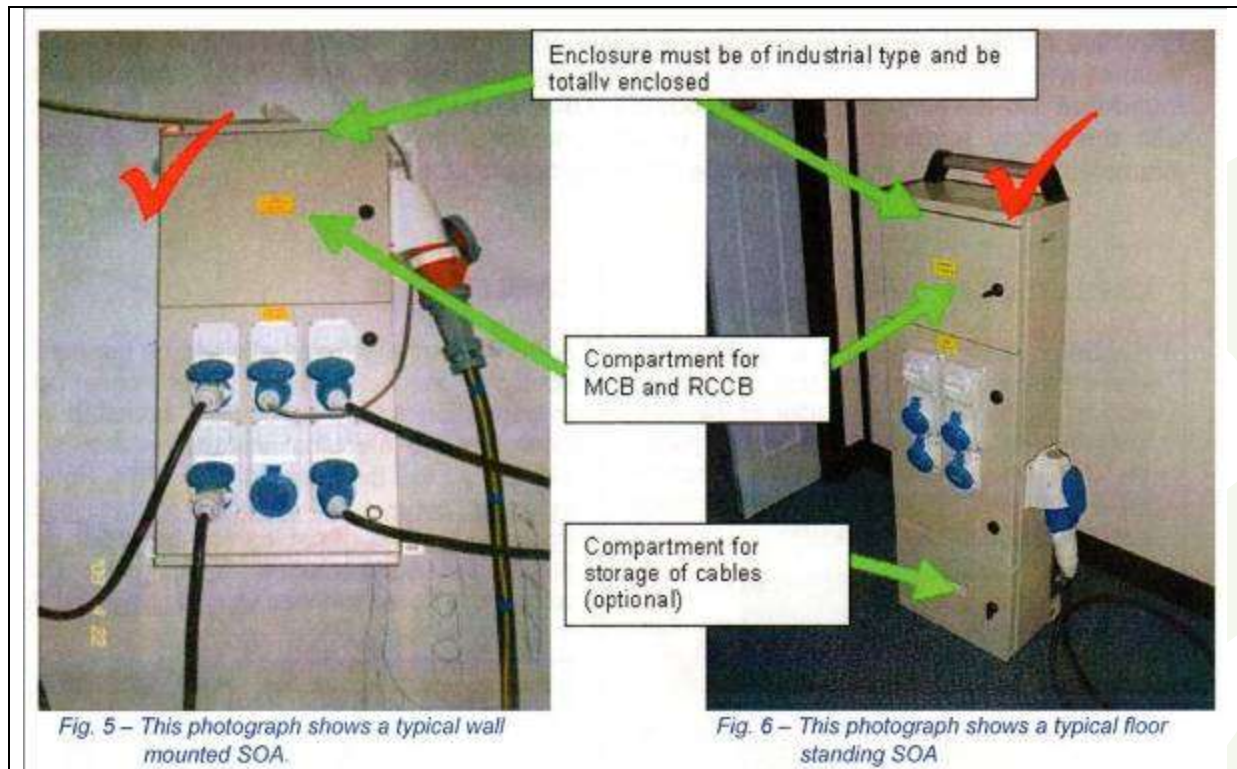 Enclosure must be of industrial type and be
totally enclosed
Compartment for
MCB and RCCB
Compartment for
storage of cables
(optional)
Fig. 5 – This photograph shows a typical wall
mounted SOA.
Fig. 6 – This photograph shows a typical floor
standing SOA